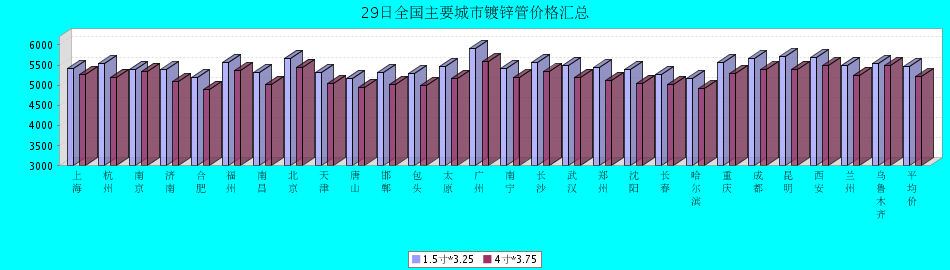 29日全国主要城市镀锌管价格汇总
6000
5500
5000
4500
4000
3500
3000
上海 杭州 南京 济南 合肥 福州 南昌 北京 天津 唐山 邯郸 包头 太原 广州 南宁 长沙 武汉 郑州 沈阳 长春 哈尔滨 重庆 成都 昆明 西安 兰州 乌鲁木齐 平均价
1.5寸*3.25 4寸*3.75